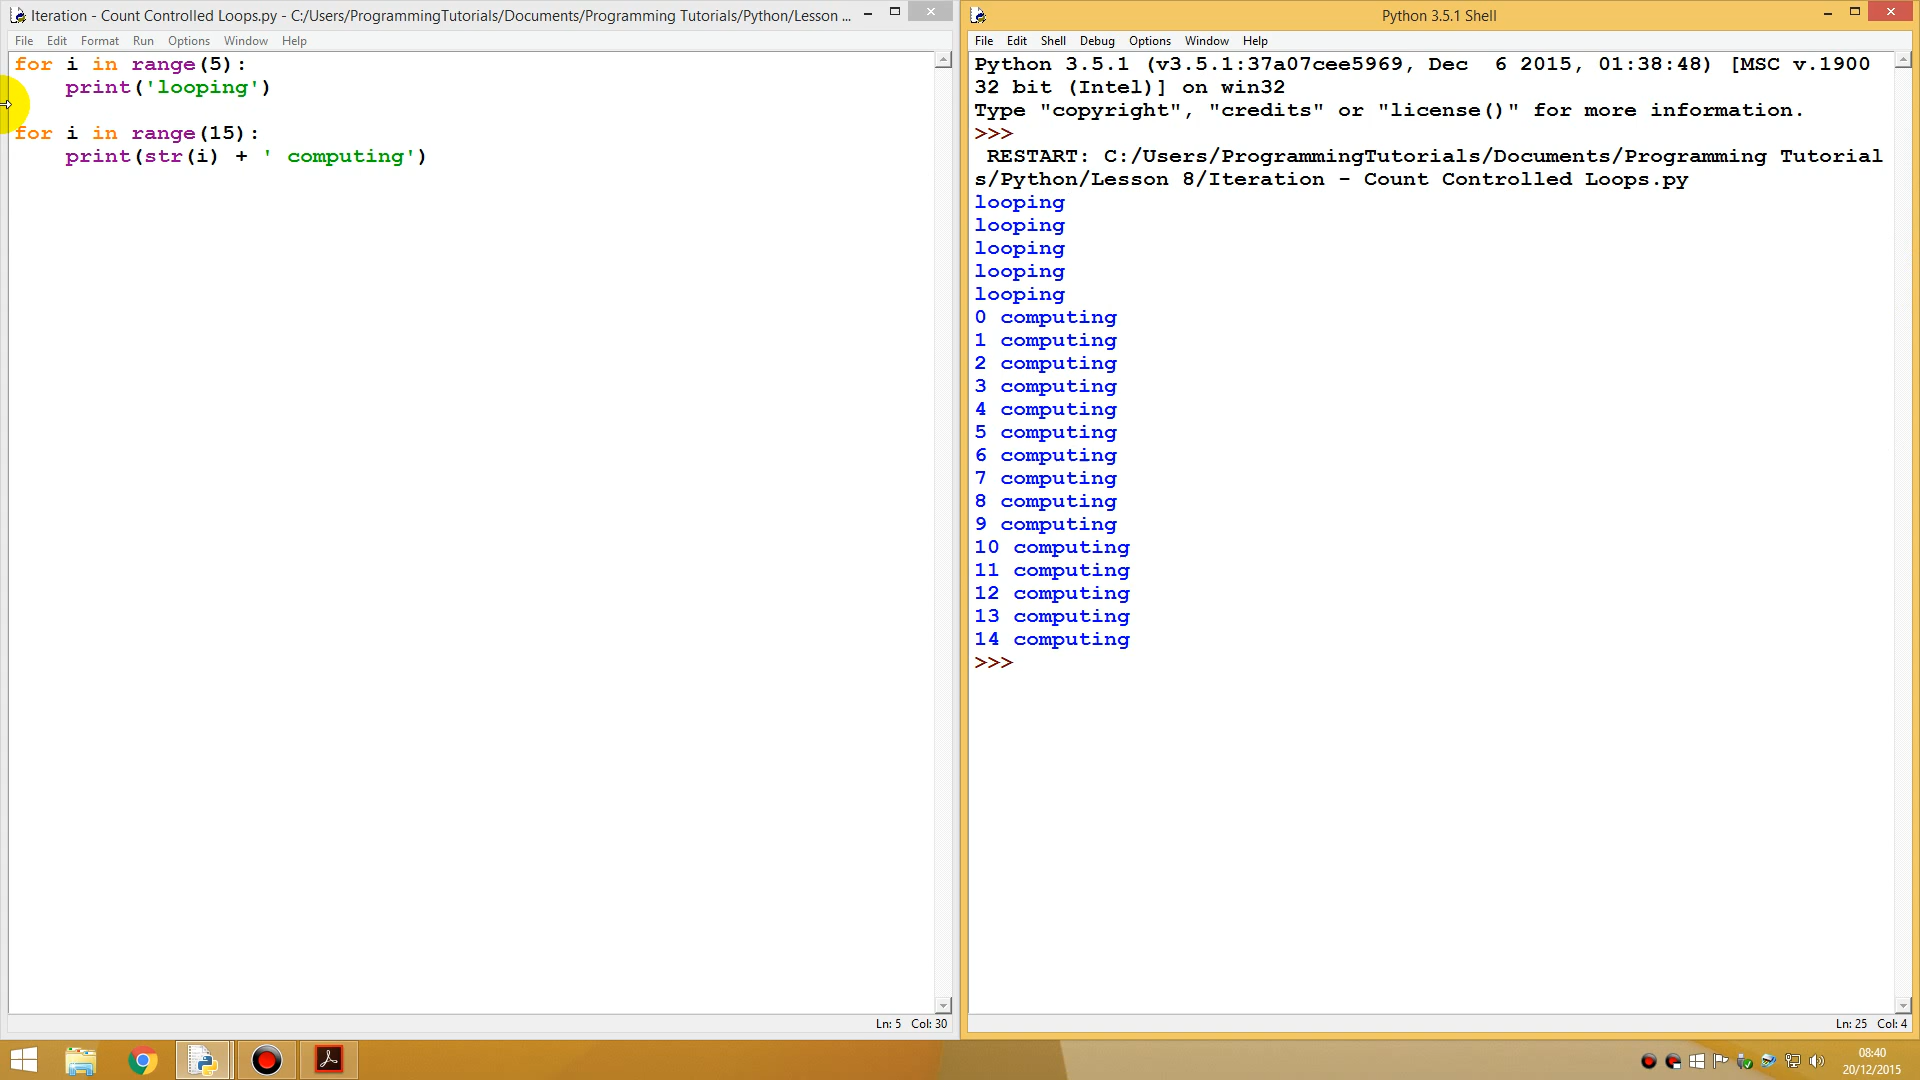 Iteration - Count Controlled Loops.py - C:/Users/ProgrammingTutorials/Documents/Programming Tutorials/Python/Lesson ...
File Edit Format Run Options Window Help
for i in range(5):
    print('looping')

for i in range(15):
    print(str(i) + ' computing')
Ln: 5 Col: 30
Python 3.5.1 Shell
File Edit Shell Debug Options Window Help
Python 3.5.1 (v3.5.1:37a07cee5969, Dec  6 2015, 01:38:48) [MSC v.1900
32 bit (Intel)] on win32
Type "copyright", "credits" or "license()" for more information.
>>>
 RESTART: C:/Users/ProgrammingTutorials/Documents/Programming Tutorial
s/Python/Lesson 8/Iteration - Count Controlled Loops.py
looping
looping
looping
looping
looping
0 computing
1 computing
2 computing
3 computing
4 computing
5 computing
6 computing
7 computing
8 computing
9 computing
10 computing
11 computing
12 computing
13 computing
14 computing
>>>
Ln: 25 Col: 4
08:40
20/12/2015